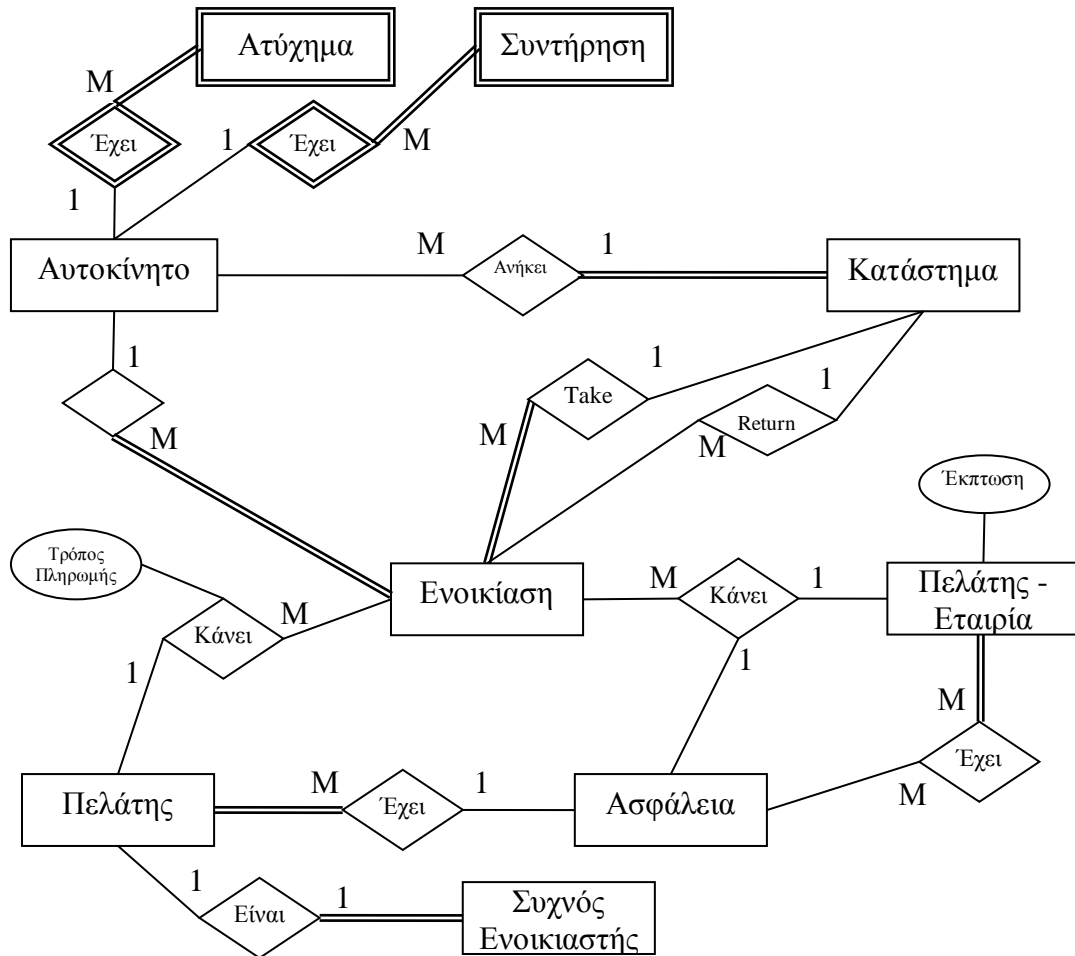 Ατύχημα
Συντήρηση
M
Έχει
1
Έχει
M
1
Αυτοκίνητο
M
Ανήκει
1
Κατάστημα
1
M
Take
1
M
Return
1
M
Έκπτωση
Τρόπος
Πληρωμής
Ενοικίαση
M
Κάνει
1
Πελάτης -
Εταιρία
Κάνει
M
1
1
M
Έχει
M
Πελάτης
M
Έχει
1
Ασφάλεια
1
Είναι
1
Συχνός
Ενοικιαστής